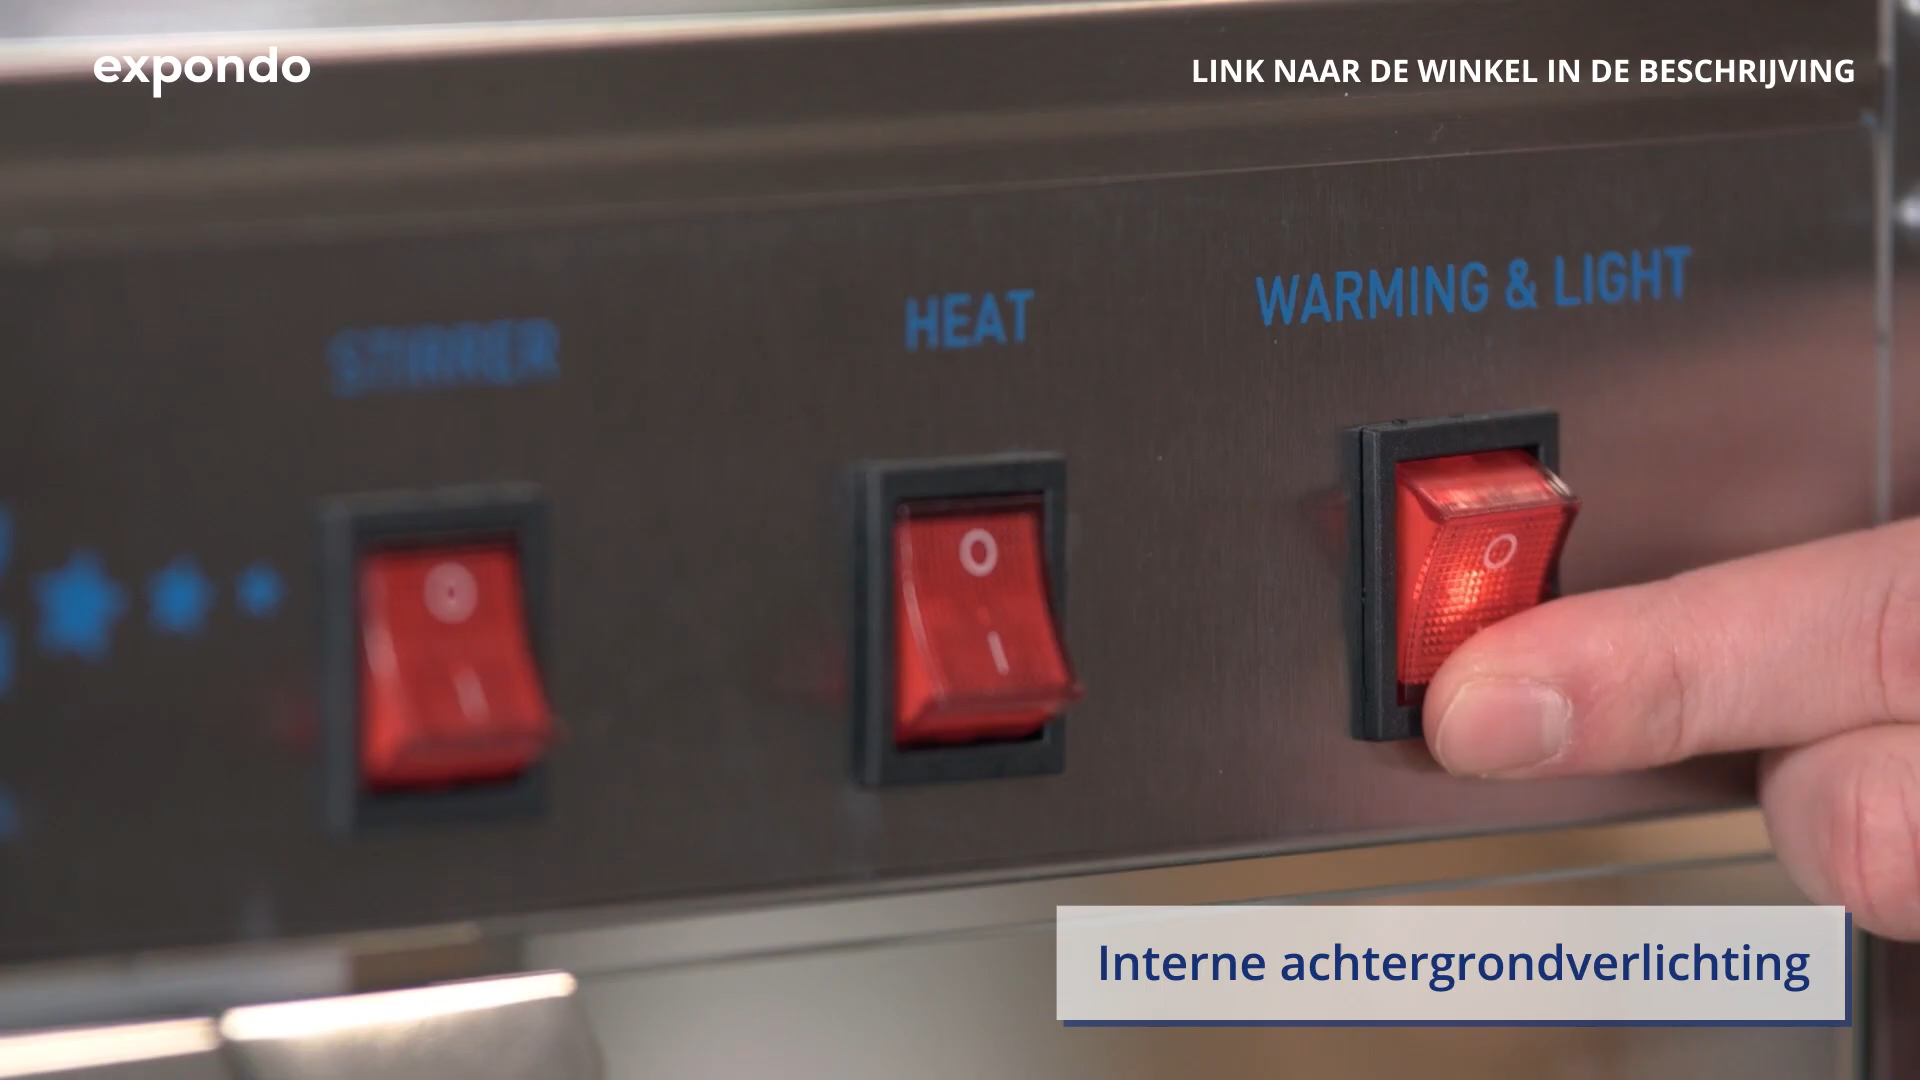 expondo
LINK NAAR DE WINKEL IN DE BESCHRIJVING
STIRRER
HEAT
WARMING & LIGHT
Interne achtergrondverlichting